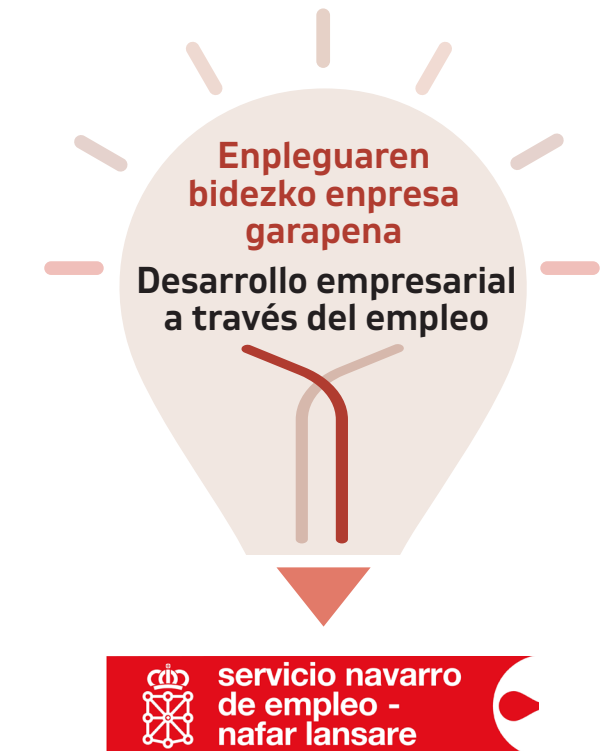 Enpleguaren
bidezko enpresa
garapena
Desarrollo empresarial
a través del empleo
servicio navarro
de empleo -
nafar lansare